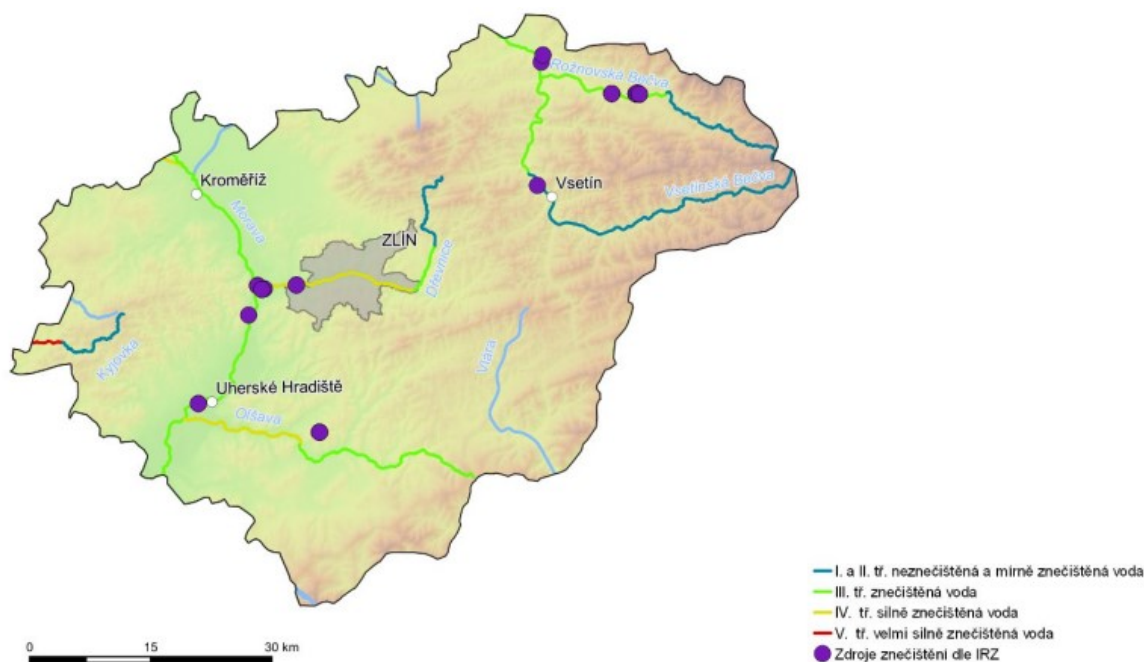 Rožnovská Bečva
Kroměříž
Vsetín
Vsetínská Bečva
Morava
ZLÍN
Dřevnice
Kyjovka
Vlára
Uherské Hradiště
Olšava
I. a II. tř. neznečištěná a mírně znečištěná voda
III. tř. znečištěná voda
IV. tř. silně znečištěná voda
V. tř. velmi silně znečištěná voda
Zdroje znečištění dle IRZ
0 15 30 km